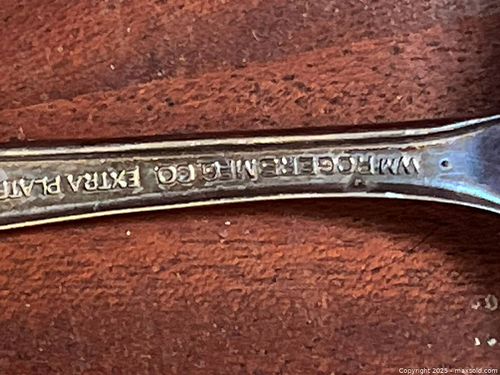 WM ROGERS MFG.CO. EXTRA PLATE
Copyright 2025 - maxsold.com